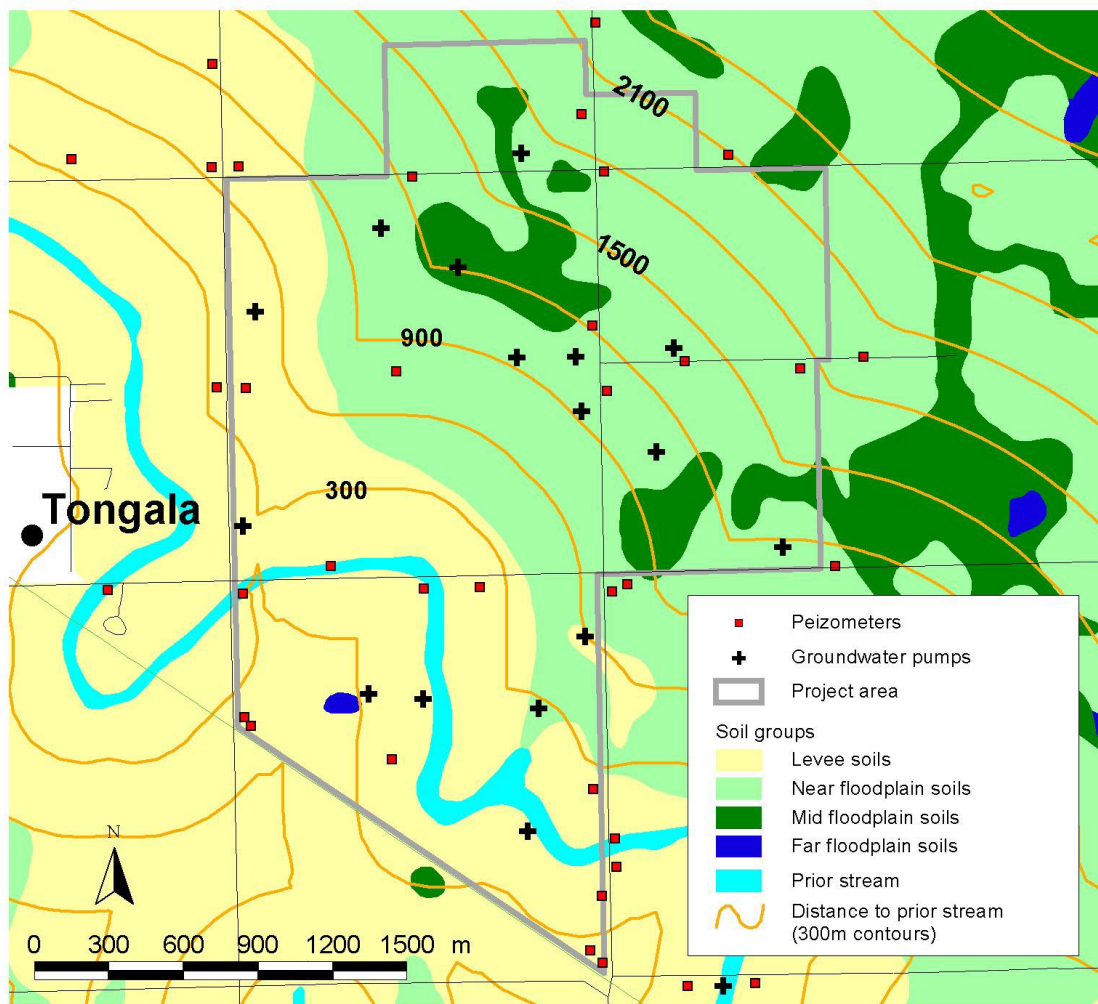 2100
1500
900
300
Tongala
Peizometers
Groundwater pumps
Project area
Soil groups
Levee soils
Near floodplain soils
Mid floodplain soils
Far floodplain soils
Prior stream
Distance to prior stream
(300m contours)
N
0 300 600 900 1200 1500 m